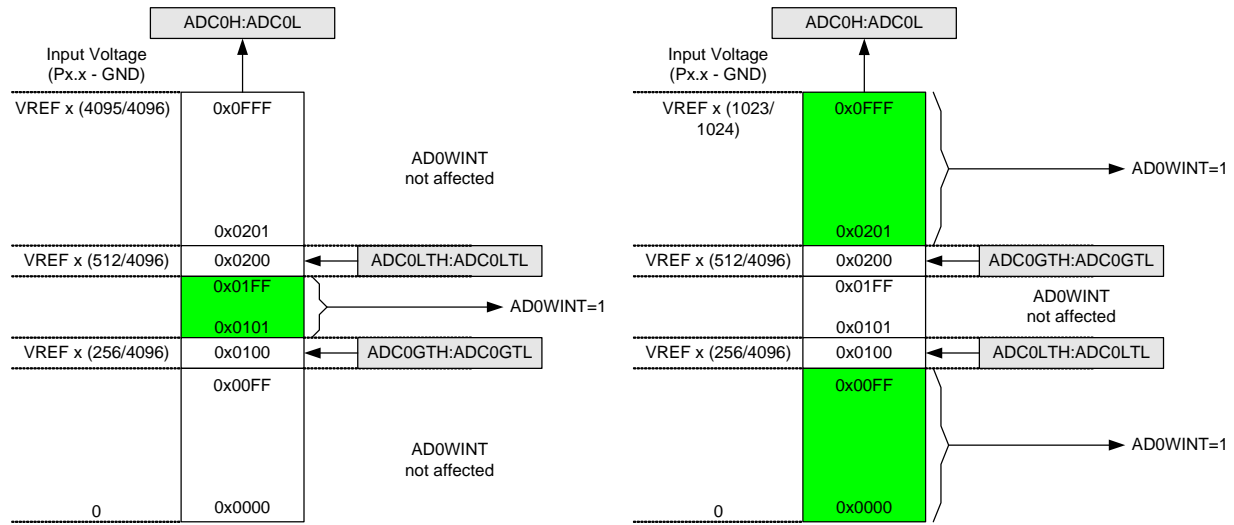 ADC0H:ADC0L
Input Voltage
(Px.x - GND)
VREF x (4095/4096)
0x0FFF
AD0WINT
not affected
0x0201
VREF x (512/4096)
0x0200
ADC0LTH:ADC0LTL
0x01FF
AD0WINT=1
0x0101
VREF x (256/4096)
0x0100
ADC0GTH:ADC0GTL
0x00FF
AD0WINT
not affected
0
0x0000
ADC0H:ADC0L
Input Voltage
(Px.x - GND)
VREF x (1023/
1024)
0x0FFF
AD0WINT=1
0x0201
VREF x (512/4096)
0x0200
ADC0GTH:ADC0GTL
0x01FF
AD0WINT
not affected
0x0101
VREF x (256/4096)
0x0100
ADC0LTH:ADC0LTL
0x00FF
AD0WINT=1
0
0x0000